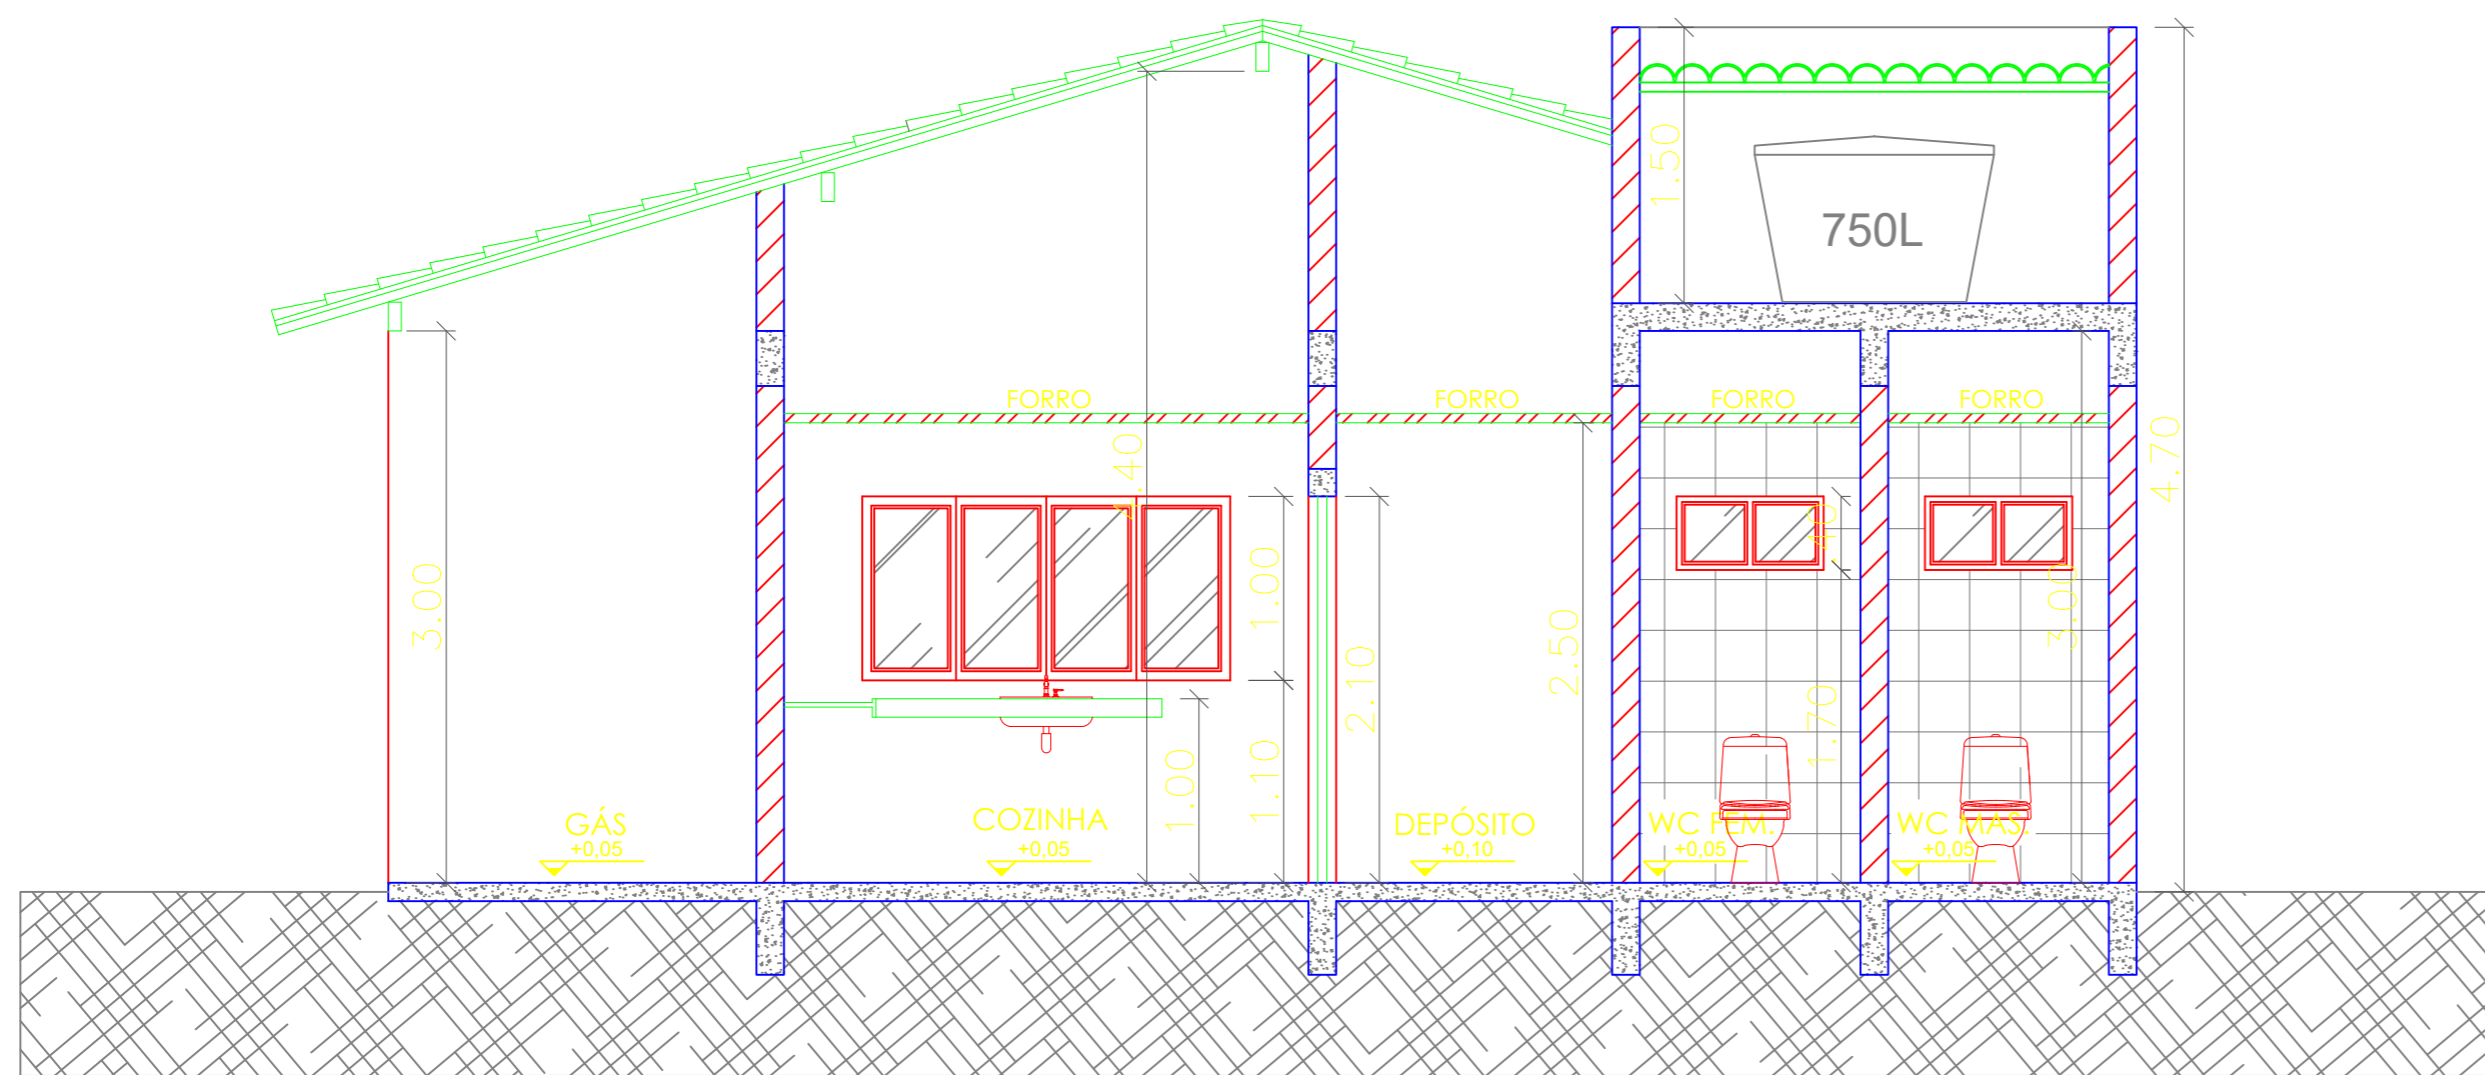 1.50
750L
4.70
FORRO
FORRO
FORRO
FORRO
4.40
.40
3.00
1.00
2.10
2.50
3.00
1.70
1.00
1.10
GÁS
+0,05
COZINHA
+0,05
DEPÓSITO
+0,10
WC FEM.
+0,05
WC MAS.
+0,05